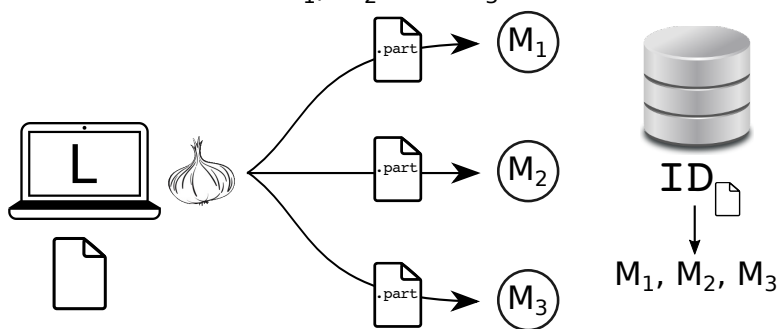 .part
M₁
L
.part
M₂
ID
M₁, M₂, M₃
.part
M₃